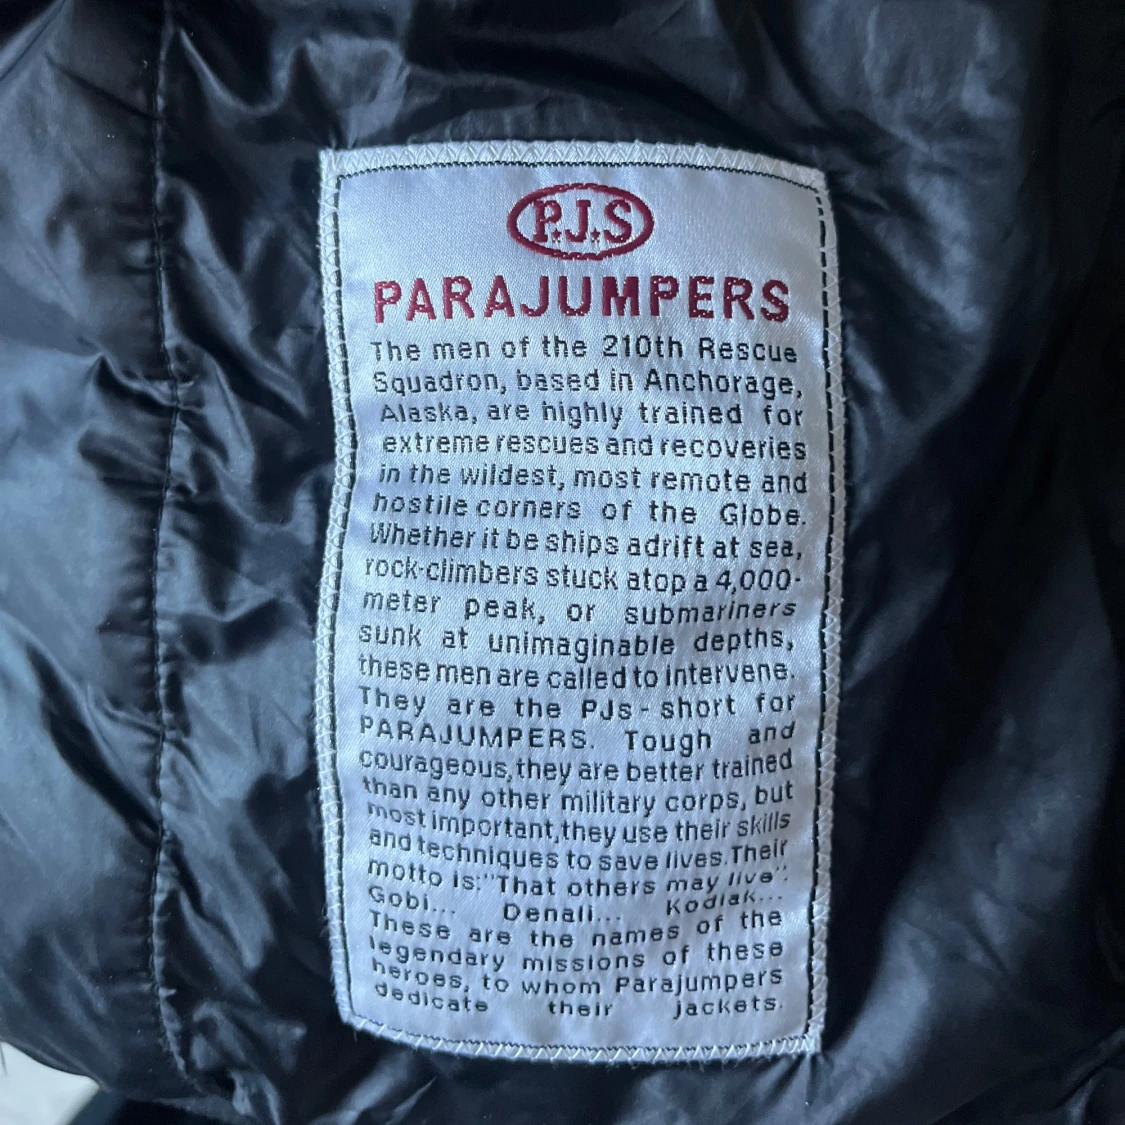 P.J.S
PARAJUMPERS
The men of the 210th Rescue
Squadron, based in Anchorage,
Alaska, are highly trained for
extreme rescues and recoveries
in the wildest, most remote and
hostile corners of the Globe.
Whether it be ships adrift at sea,
rock-climbers stuck atop a 4,000-
meter peak, or submariners
sunk at unimaginable depths,
these men are called to intervene.
They are the PJs - short for
PARAJUMPERS. Tough and
courageous, they are better trained
than any other military corps, but
most important, they use their skills
and techniques to save lives. Their
motto is: "That others may live".
Gobi... Denali... Kodiak...
These are the names of the
legendary missions of these
heroes, to whom Parajumpers
dedicate their jackets.